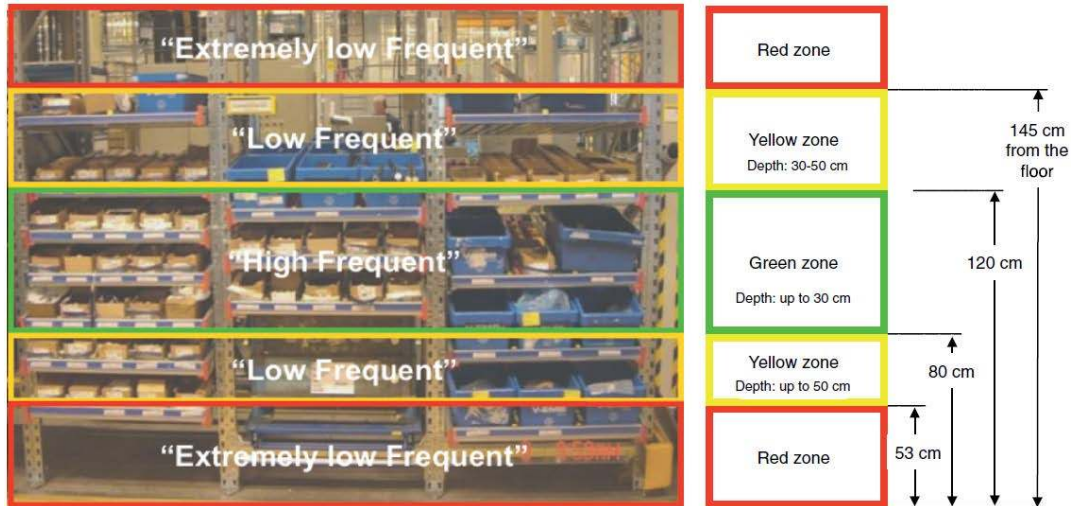 “Extremely low Frequent”
“Low Frequent”
“High Frequent”
“Low Frequent”
“Extremely low Frequent”
Red zone
Yellow zone
Depth: 30-50 cm
Green zone
Depth: up to 30 cm
Yellow zone
Depth: up to 50 cm
Red zone
145 cm
from the
floor
120 cm
80 cm
53 cm